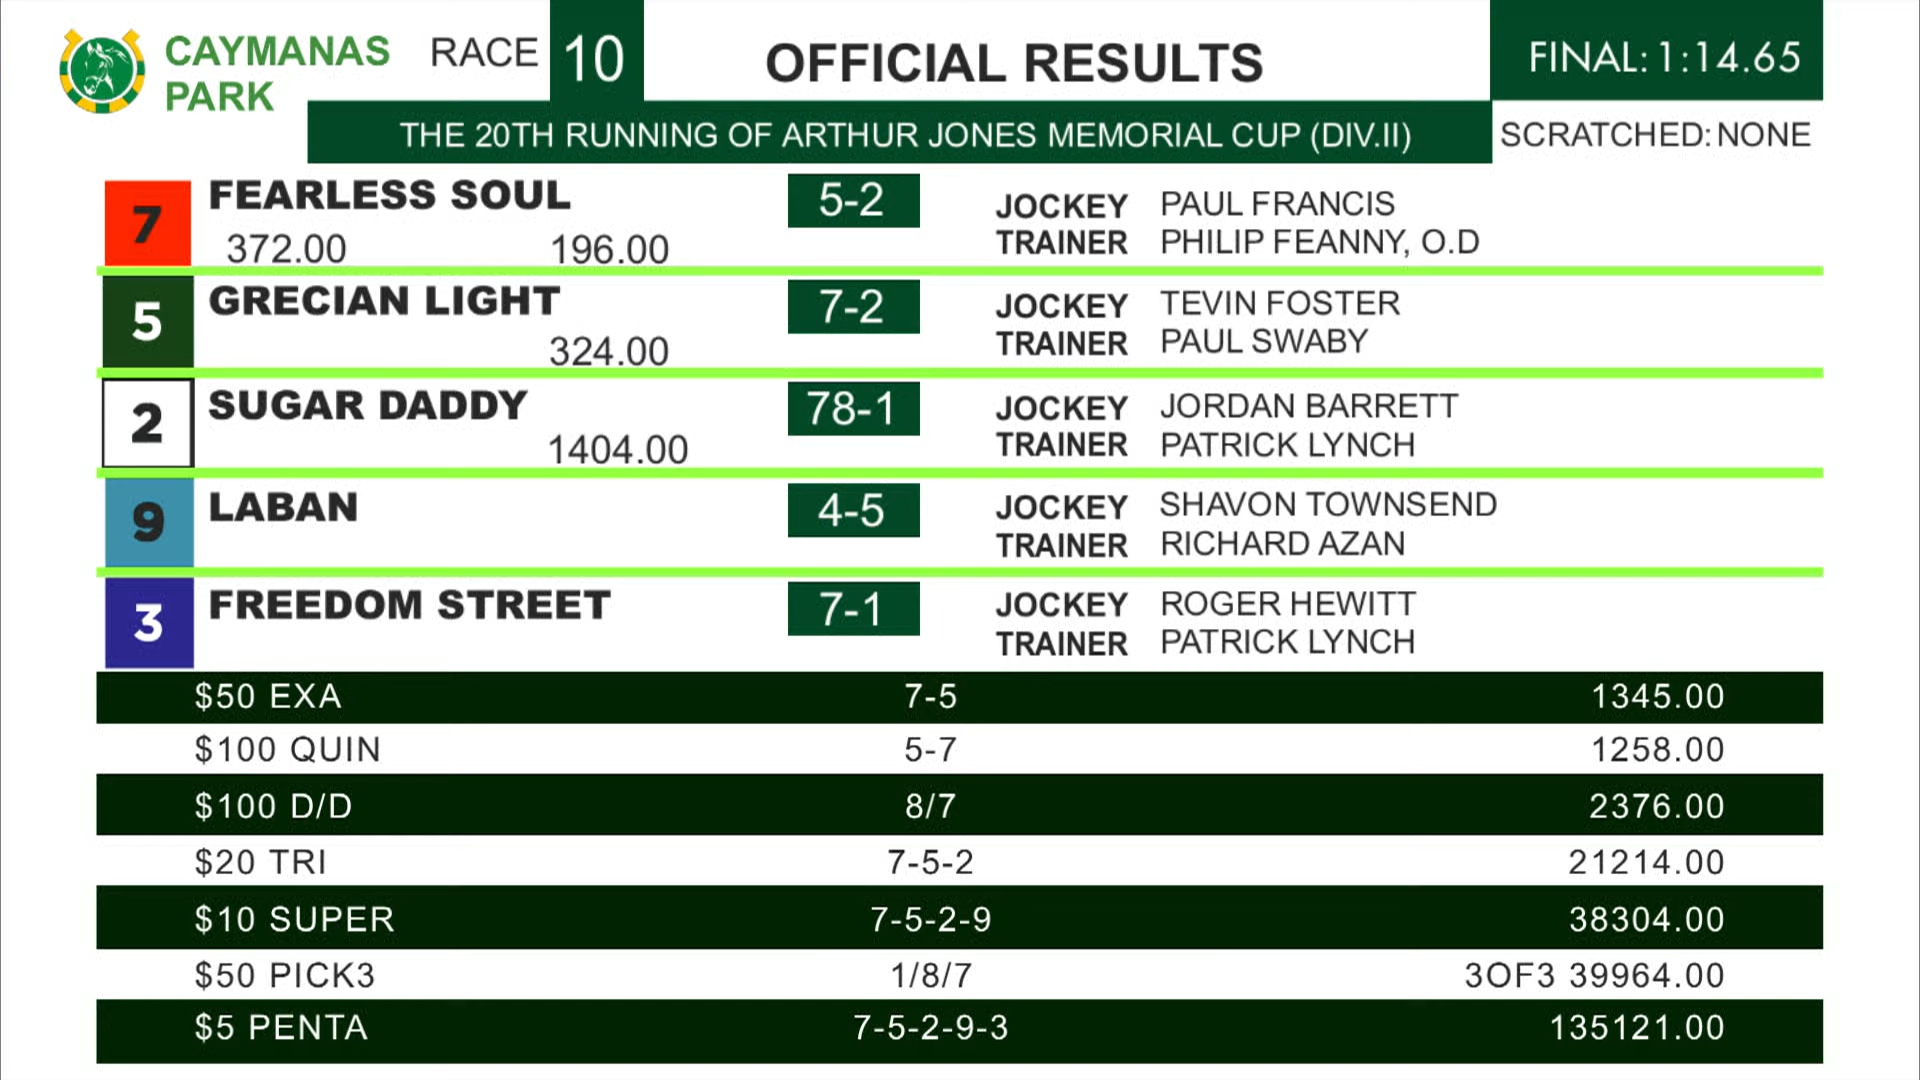 CAYMANAS
PARK
RACE 10
OFFICIAL RESULTS
FINAL: 1:14.65
THE 20TH RUNNING OF ARTHUR JONES MEMORIAL CUP (DIV.II)
SCRATCHED: NONE
7 FEARLESS SOUL 5-2 JOCKEY PAUL FRANCIS
372.00 196.00 TRAINER PHILIP FEANNY, O.D
5 GRECIAN LIGHT 7-2 JOCKEY TEVIN FOSTER
324.00 TRAINER PAUL SWABY
2 SUGAR DADDY 78-1 JOCKEY JORDAN BARRETT
1404.00 TRAINER PATRICK LYNCH
9 LABAN 4-5 JOCKEY SHAVON TOWNSEND
TRAINER RICHARD AZAN
3 FREEDOM STREET 7-1 JOCKEY ROGER HEWITT
TRAINER PATRICK LYNCH
$50 EXA 7-5 1345.00
$100 QUIN 5-7 1258.00
$100 D/D 8/7 2376.00
$20 TRI 7-5-2 21214.00
$10 SUPER 7-5-2-9 38304.00
$50 PICK3 1/8/7 3OF3 39964.00
$5 PENTA 7-5-2-9-3 135121.00